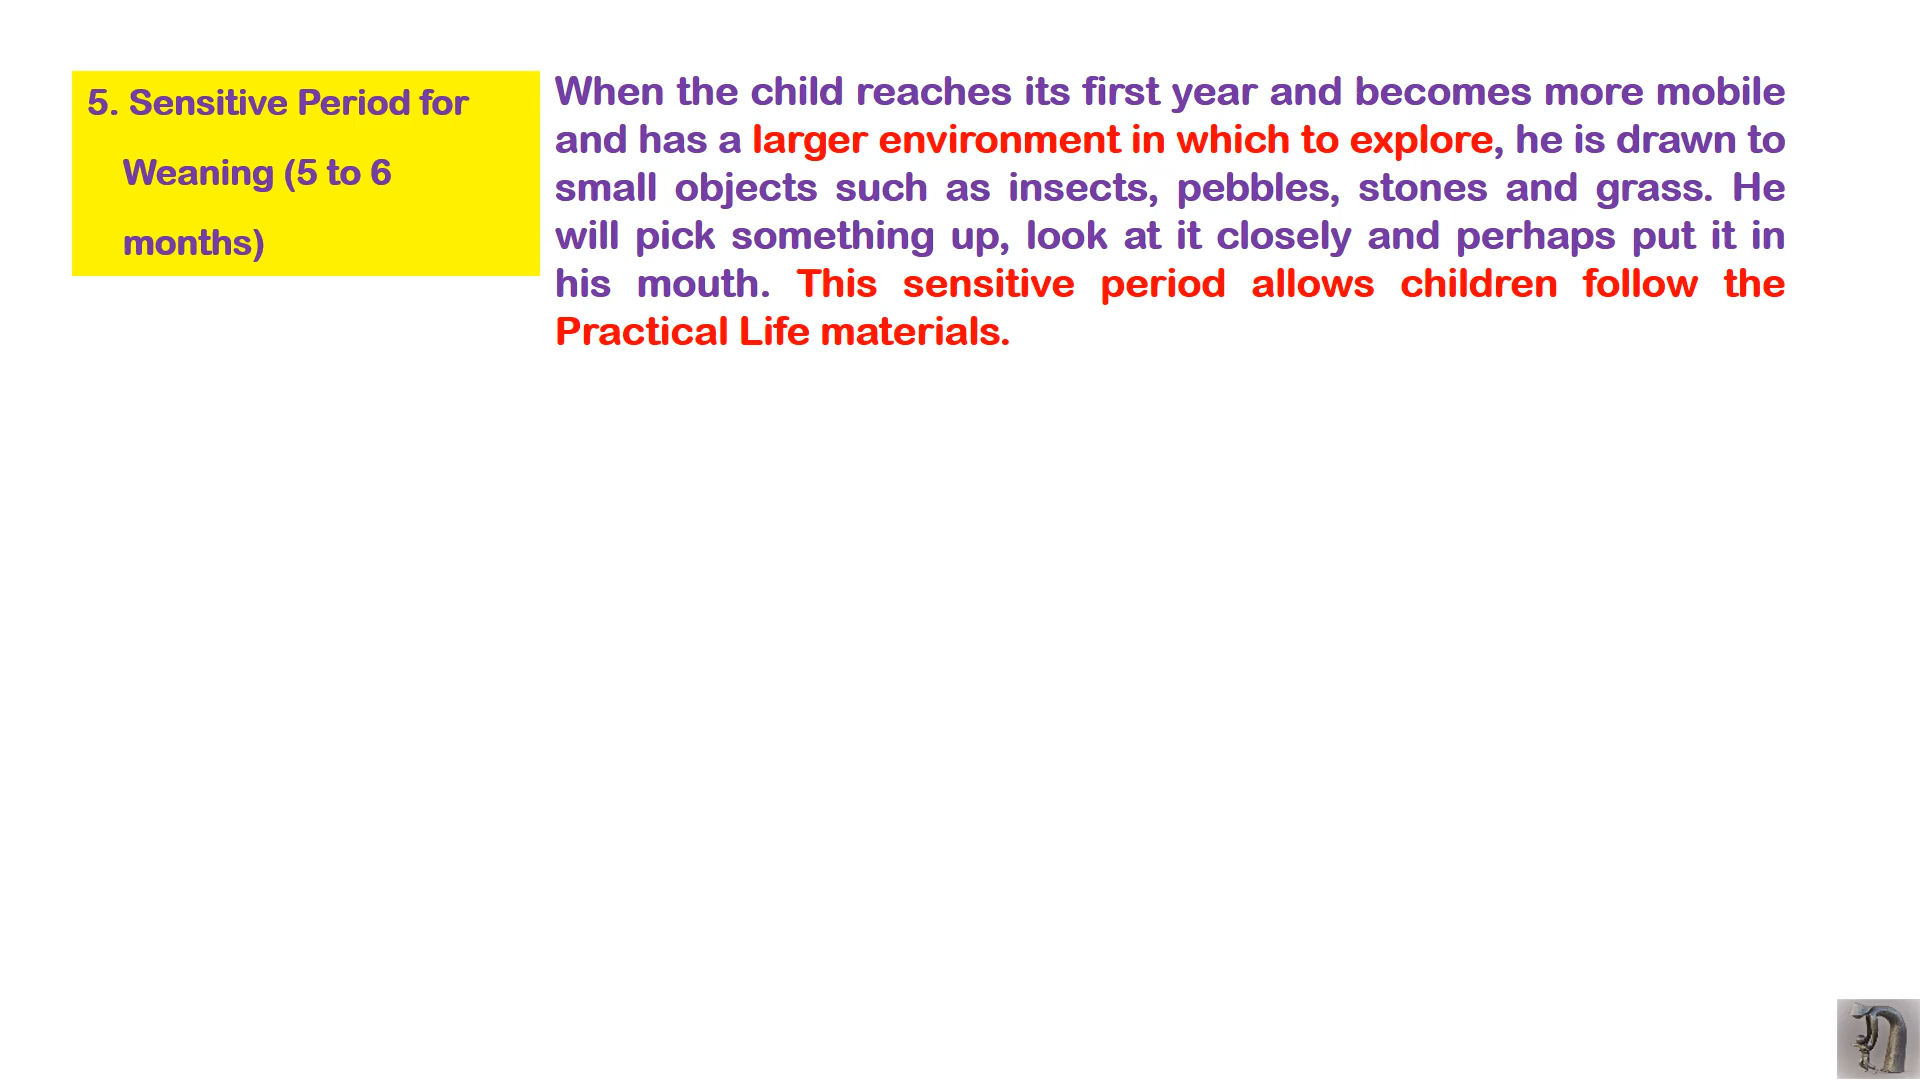 5. Sensitive Period for
Weaning (5 to 6
months)
When the child reaches its first year and becomes more mobile
and has a larger environment in which to explore, he is drawn to
small objects such as insects, pebbles, stones and grass. He
will pick something up, look at it closely and perhaps put it in
his mouth. This sensitive period allows children follow the
Practical Life materials.